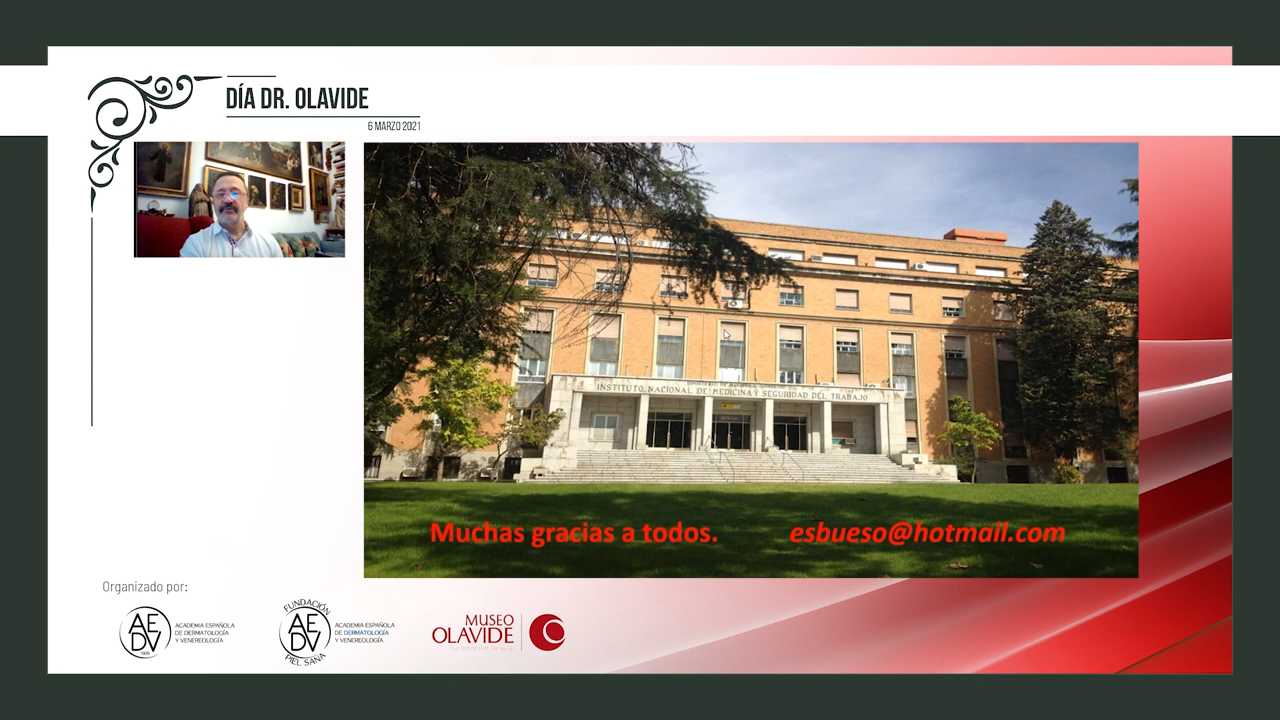 DÍA DR. OLAVIDE
6 MARZO 2021
INSTITUTO NACIONAL DE MEDICINA Y SEGURIDAD DEL TRABAJO
Muchas gracias a todos.
esbueso@hotmail.com
Organizado por:
AEDV
1909
ACADEMIA ESPAÑOLA
DE DERMATOLOGÍA
Y VENEREOLOGÍA
FUNDACIÓN
AEDV
PIEL SANA
ACADEMIA ESPAÑOLA
DE DERMATOLOGÍA
Y VENEREOLOGÍA
MUSEO
OLAVIDE